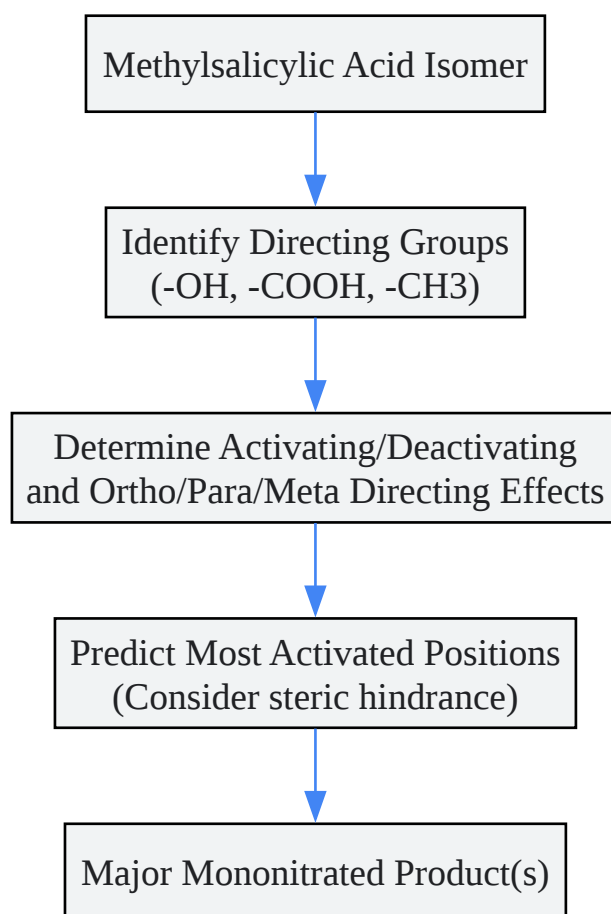 Methylsalicylic Acid Isomer
Identify Directing Groups
(-OH, -COOH, -CH3)
Determine Activating/Deactivating
and Ortho/Para/Meta Directing Effects
Predict Most Activated Positions
(Consider steric hindrance)
Major Mononitrated Product(s)